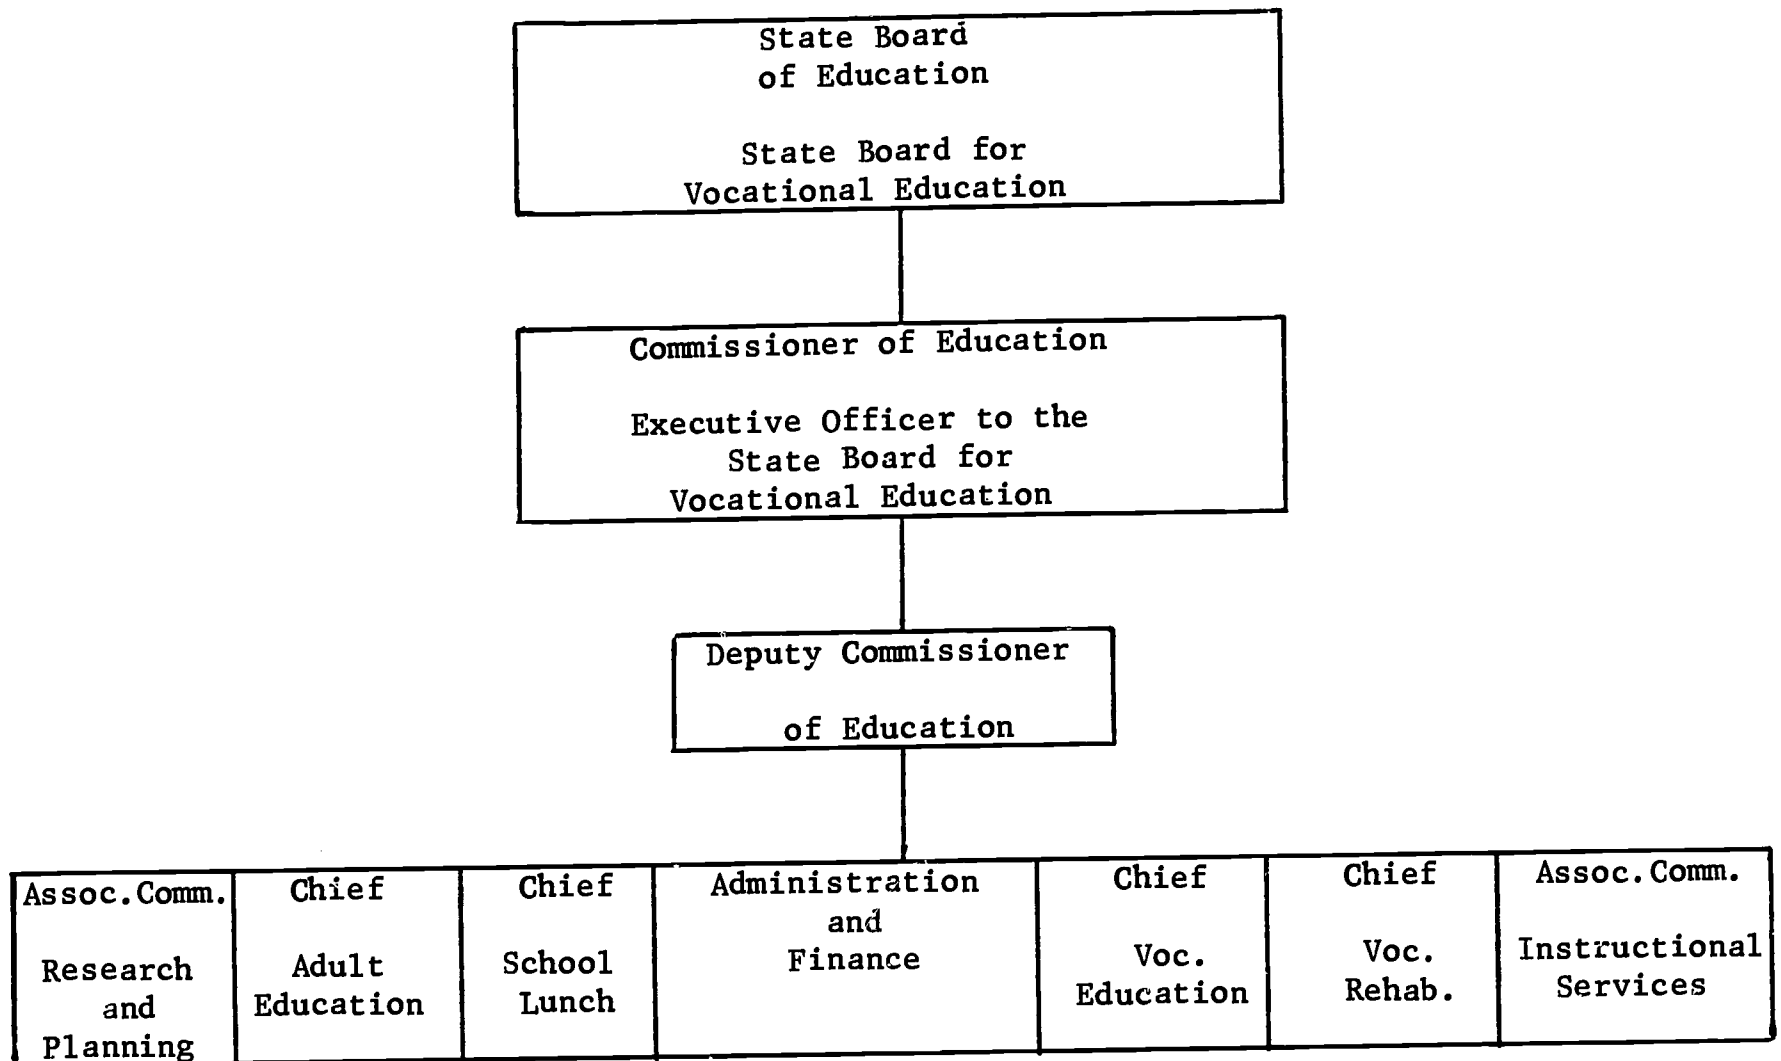 State Board
of Education
State Board for
Vocational Education
Commissioner of Education
Executive Officer to the
State Board for
Vocational Education
Deputy Commissioner
of Education
Assoc.Comm.
Research
and
Planning
Chief
Adult
Education
Chief
School
Lunch
Administration
and
Finance
Chief
Voc.
Education
Chief
Voc.
Rehab.
Assoc.Comm.
Instructional
Services